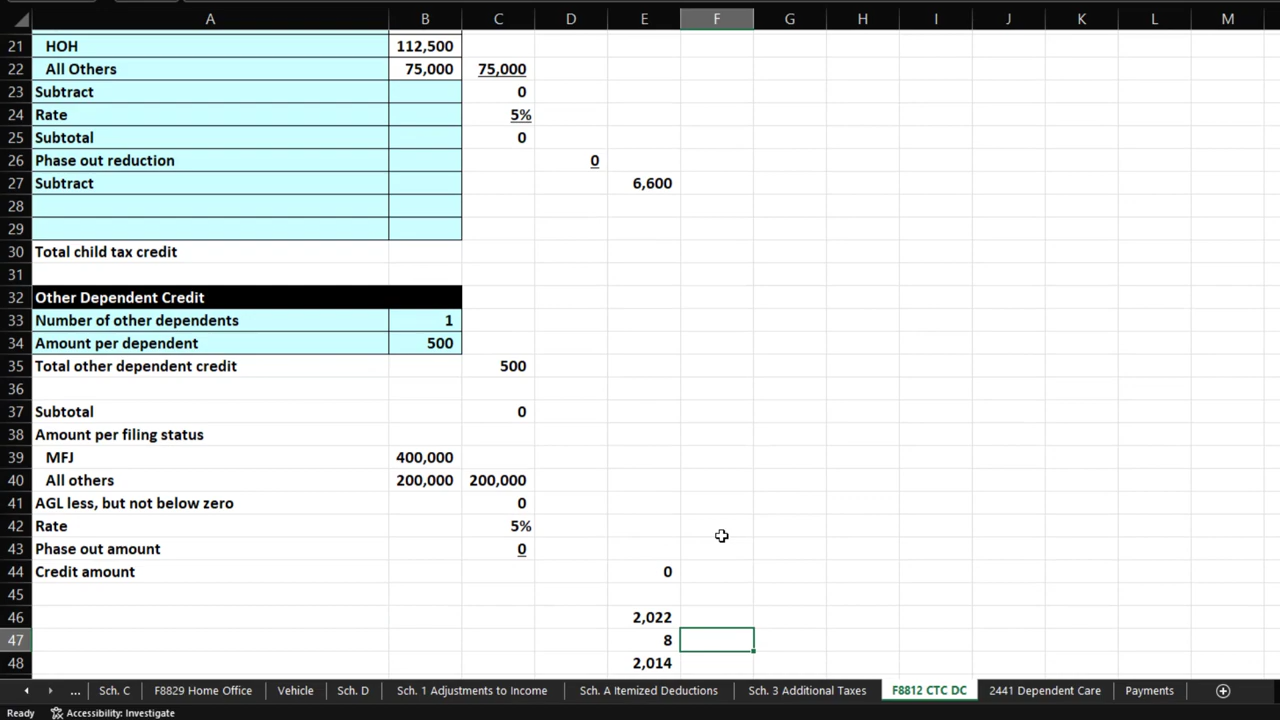 A B C D E F G H I J K L M
21 HOH 112,500
22 All Others 75,000 75,000
23 Subtract 0
24 Rate 5%
25 Subtotal 0
26 Phase out reduction 0
27 Subtract 6,600
28
29
30 Total child tax credit
31
32 Other Dependent Credit
33 Number of other dependents 1
34 Amount per dependent 500
35 Total other dependent credit 500
36
37 Subtotal 0
38 Amount per filing status
39 MFJ 400,000
40 All others 200,000 200,000
41 AGL less, but not below zero 0
42 Rate 5%
43 Phase out amount 0
44 Credit amount 0
45
46 2,022
47 8
48 2,014
... Sch. C F8829 Home Office Vehicle Sch. D Sch. 1 Adjustments to Income Sch. A Itemized Deductions Sch. 3 Additional Taxes F8812 CTC DC 2441 Dependent Care Payments
Ready Accessibility: Investigate